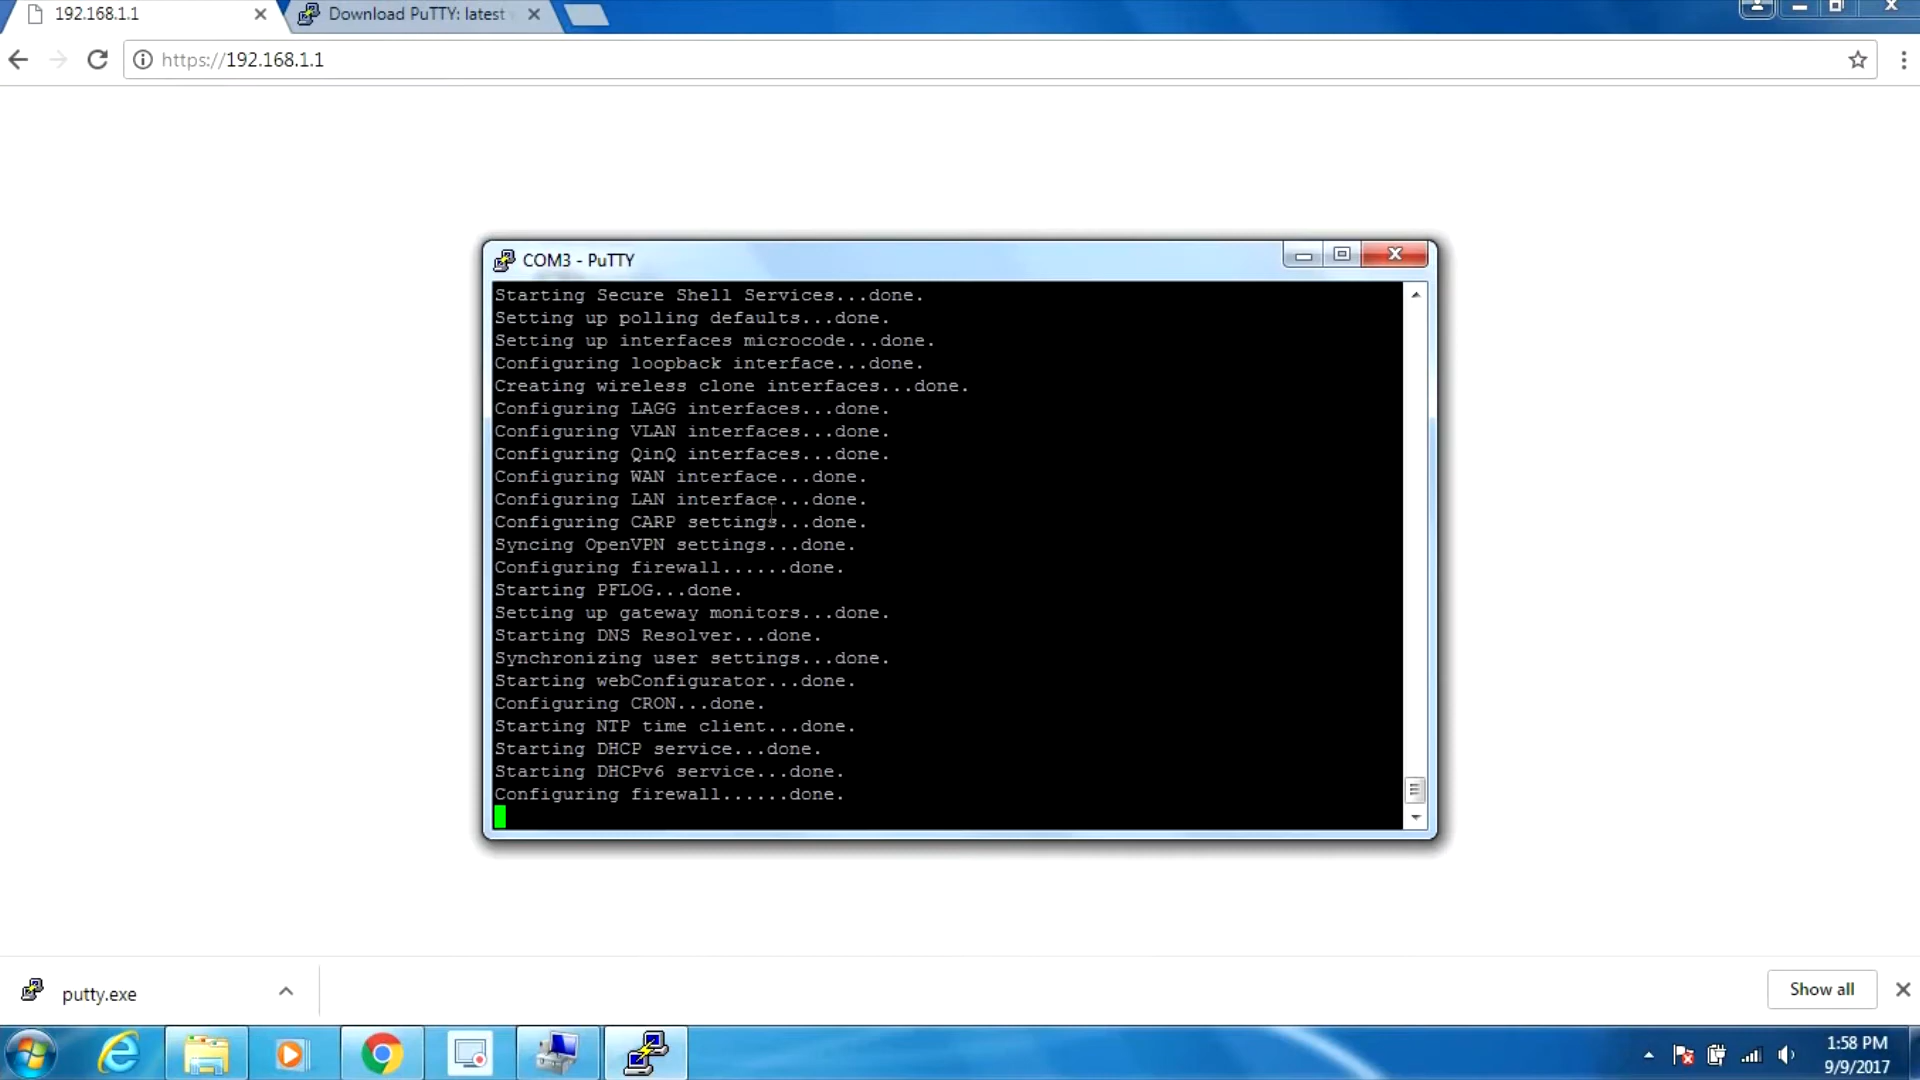 192.168.1.1
Download PuTTY: latest
https://192.168.1.1
COM3 - PuTTY
Starting Secure Shell Services...done.
Setting up polling defaults...done.
Setting up interfaces microcode...done.
Configuring loopback interface...done.
Creating wireless clone interfaces...done.
Configuring LAGG interfaces...done.
Configuring VLAN interfaces...done.
Configuring QinQ interfaces...done.
Configuring WAN interface...done.
Configuring LAN interface...done.
Configuring CARP settings...done.
Syncing OpenVPN settings...done.
Configuring firewall......done.
Starting PFLOG...done.
Setting up gateway monitors...done.
Starting DNS Resolver...done.
Synchronizing user settings...done.
Starting webConfigurator...done.
Configuring CRON...done.
Starting NTP time client...done.
Starting DHCP service...done.
Starting DHCPv6 service...done.
Configuring firewall......done.
putty.exe
Show all
1:58 PM
9/9/2017